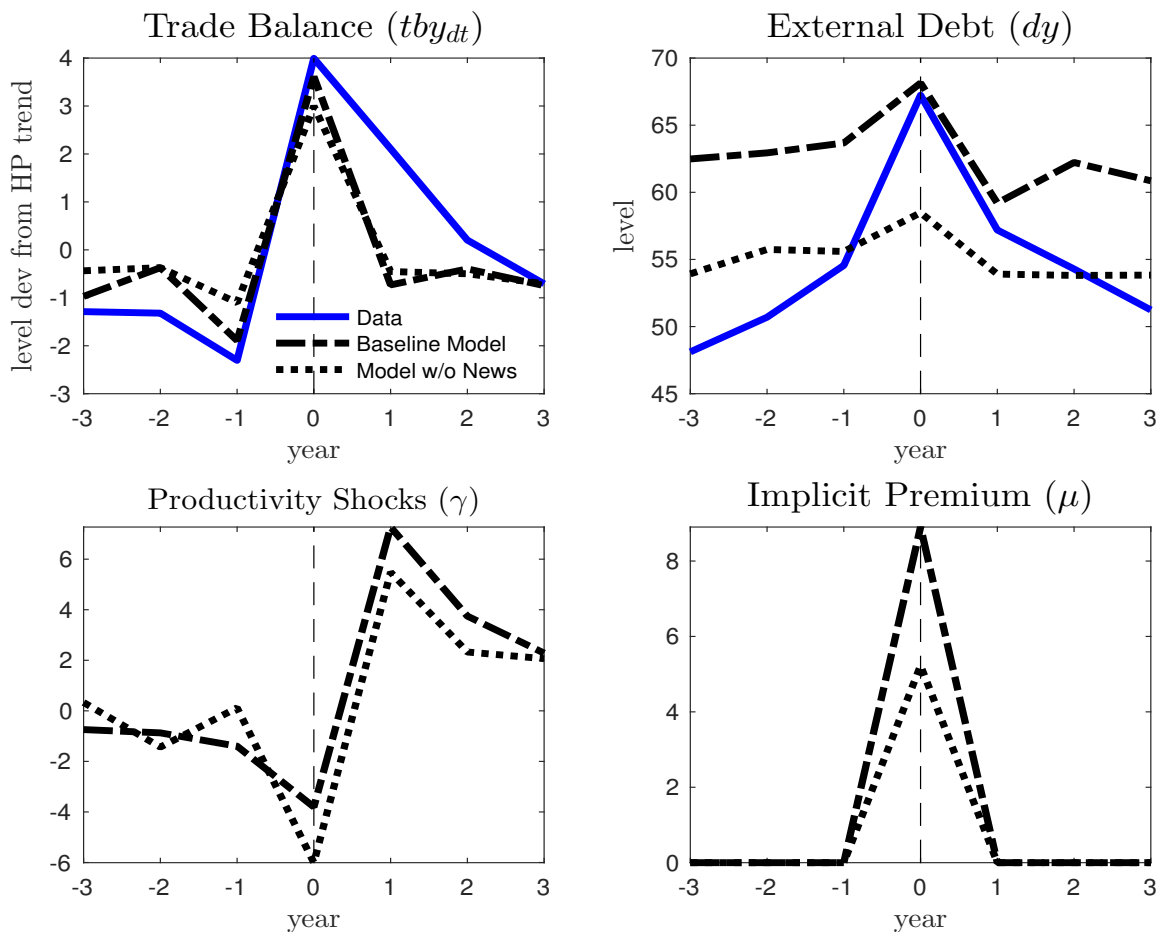 Trade Balance (tby_dt)
level dev from HP trend
4
3
2
1
0
-1
-2
-3
Data
Baseline Model
Model w/o News
-3 -2 -1 0 1 2 3
year
External Debt (dy)
level
70
65
60
55
50
45
-3 -2 -1 0 1 2 3
year
Productivity Shocks (γ)
6
4
2
0
-2
-4
-6
-3 -2 -1 0 1 2 3
year
Implicit Premium (μ)
8
6
4
2
0
-3 -2 -1 0 1 2 3
year